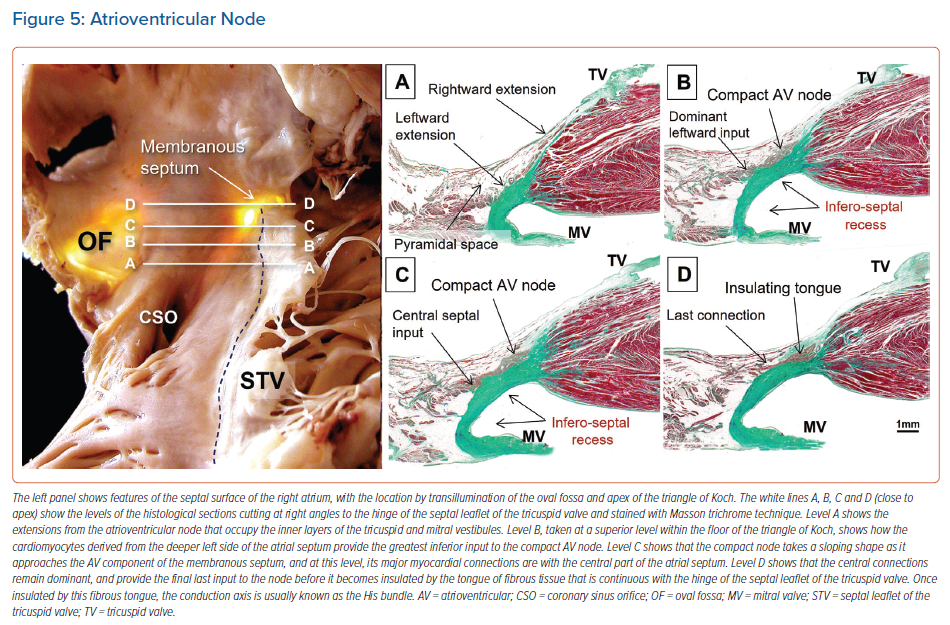 Figure 5: Atrioventricular Node
Membranous
septum
D
D
C
C
B
B
A
A
OF
CSO
STV
A
TV
Rightward extension
Leftward
extension
Pyramidal space
MV
B
TV
Compact AV node
Dominant
leftward input
Infero-septal
recess
MV
C
TV
Compact AV node
Central septal
input
Infero-septal
recess
MV
D
TV
Insulating tongue
Last connection
MV
1mm
The left panel shows features of the septal surface of the right atrium, with the location by transillumination of the oval fossa and apex of the triangle of Koch. The white lines A, B, C and D (close to
apex) show the levels of the histological sections cutting at right angles to the hinge of the septal leaflet of the tricuspid valve and stained with Masson trichrome technique. Level A shows the
extensions from the atrioventricular node that occupy the inner layers of the tricuspid and mitral vestibules. Level B, taken at a superior level within the floor of the triangle of Koch, shows how the
cardiomyocytes derived from the deeper left side of the atrial septum provide the greatest inferior input to the compact AV node. Level C shows that the compact node takes a sloping shape as it
approaches the AV component of the membranous septum, and at this level, its major myocardial connections are with the central part of the atrial septum. Level D shows that the central connections
remain dominant, and provide the final last input to the node before it becomes insulated by the tongue of fibrous tissue that is continuous with the hinge of the septal leaflet of the tricuspid valve. Once
insulated by this fibrous tongue, the conduction axis is usually known as the His bundle. AV = atrioventricular; CSO = coronary sinus orifice; OF = oval fossa; MV = mitral valve; STV = septal leaflet of the
tricuspid valve; TV = tricuspid valve.